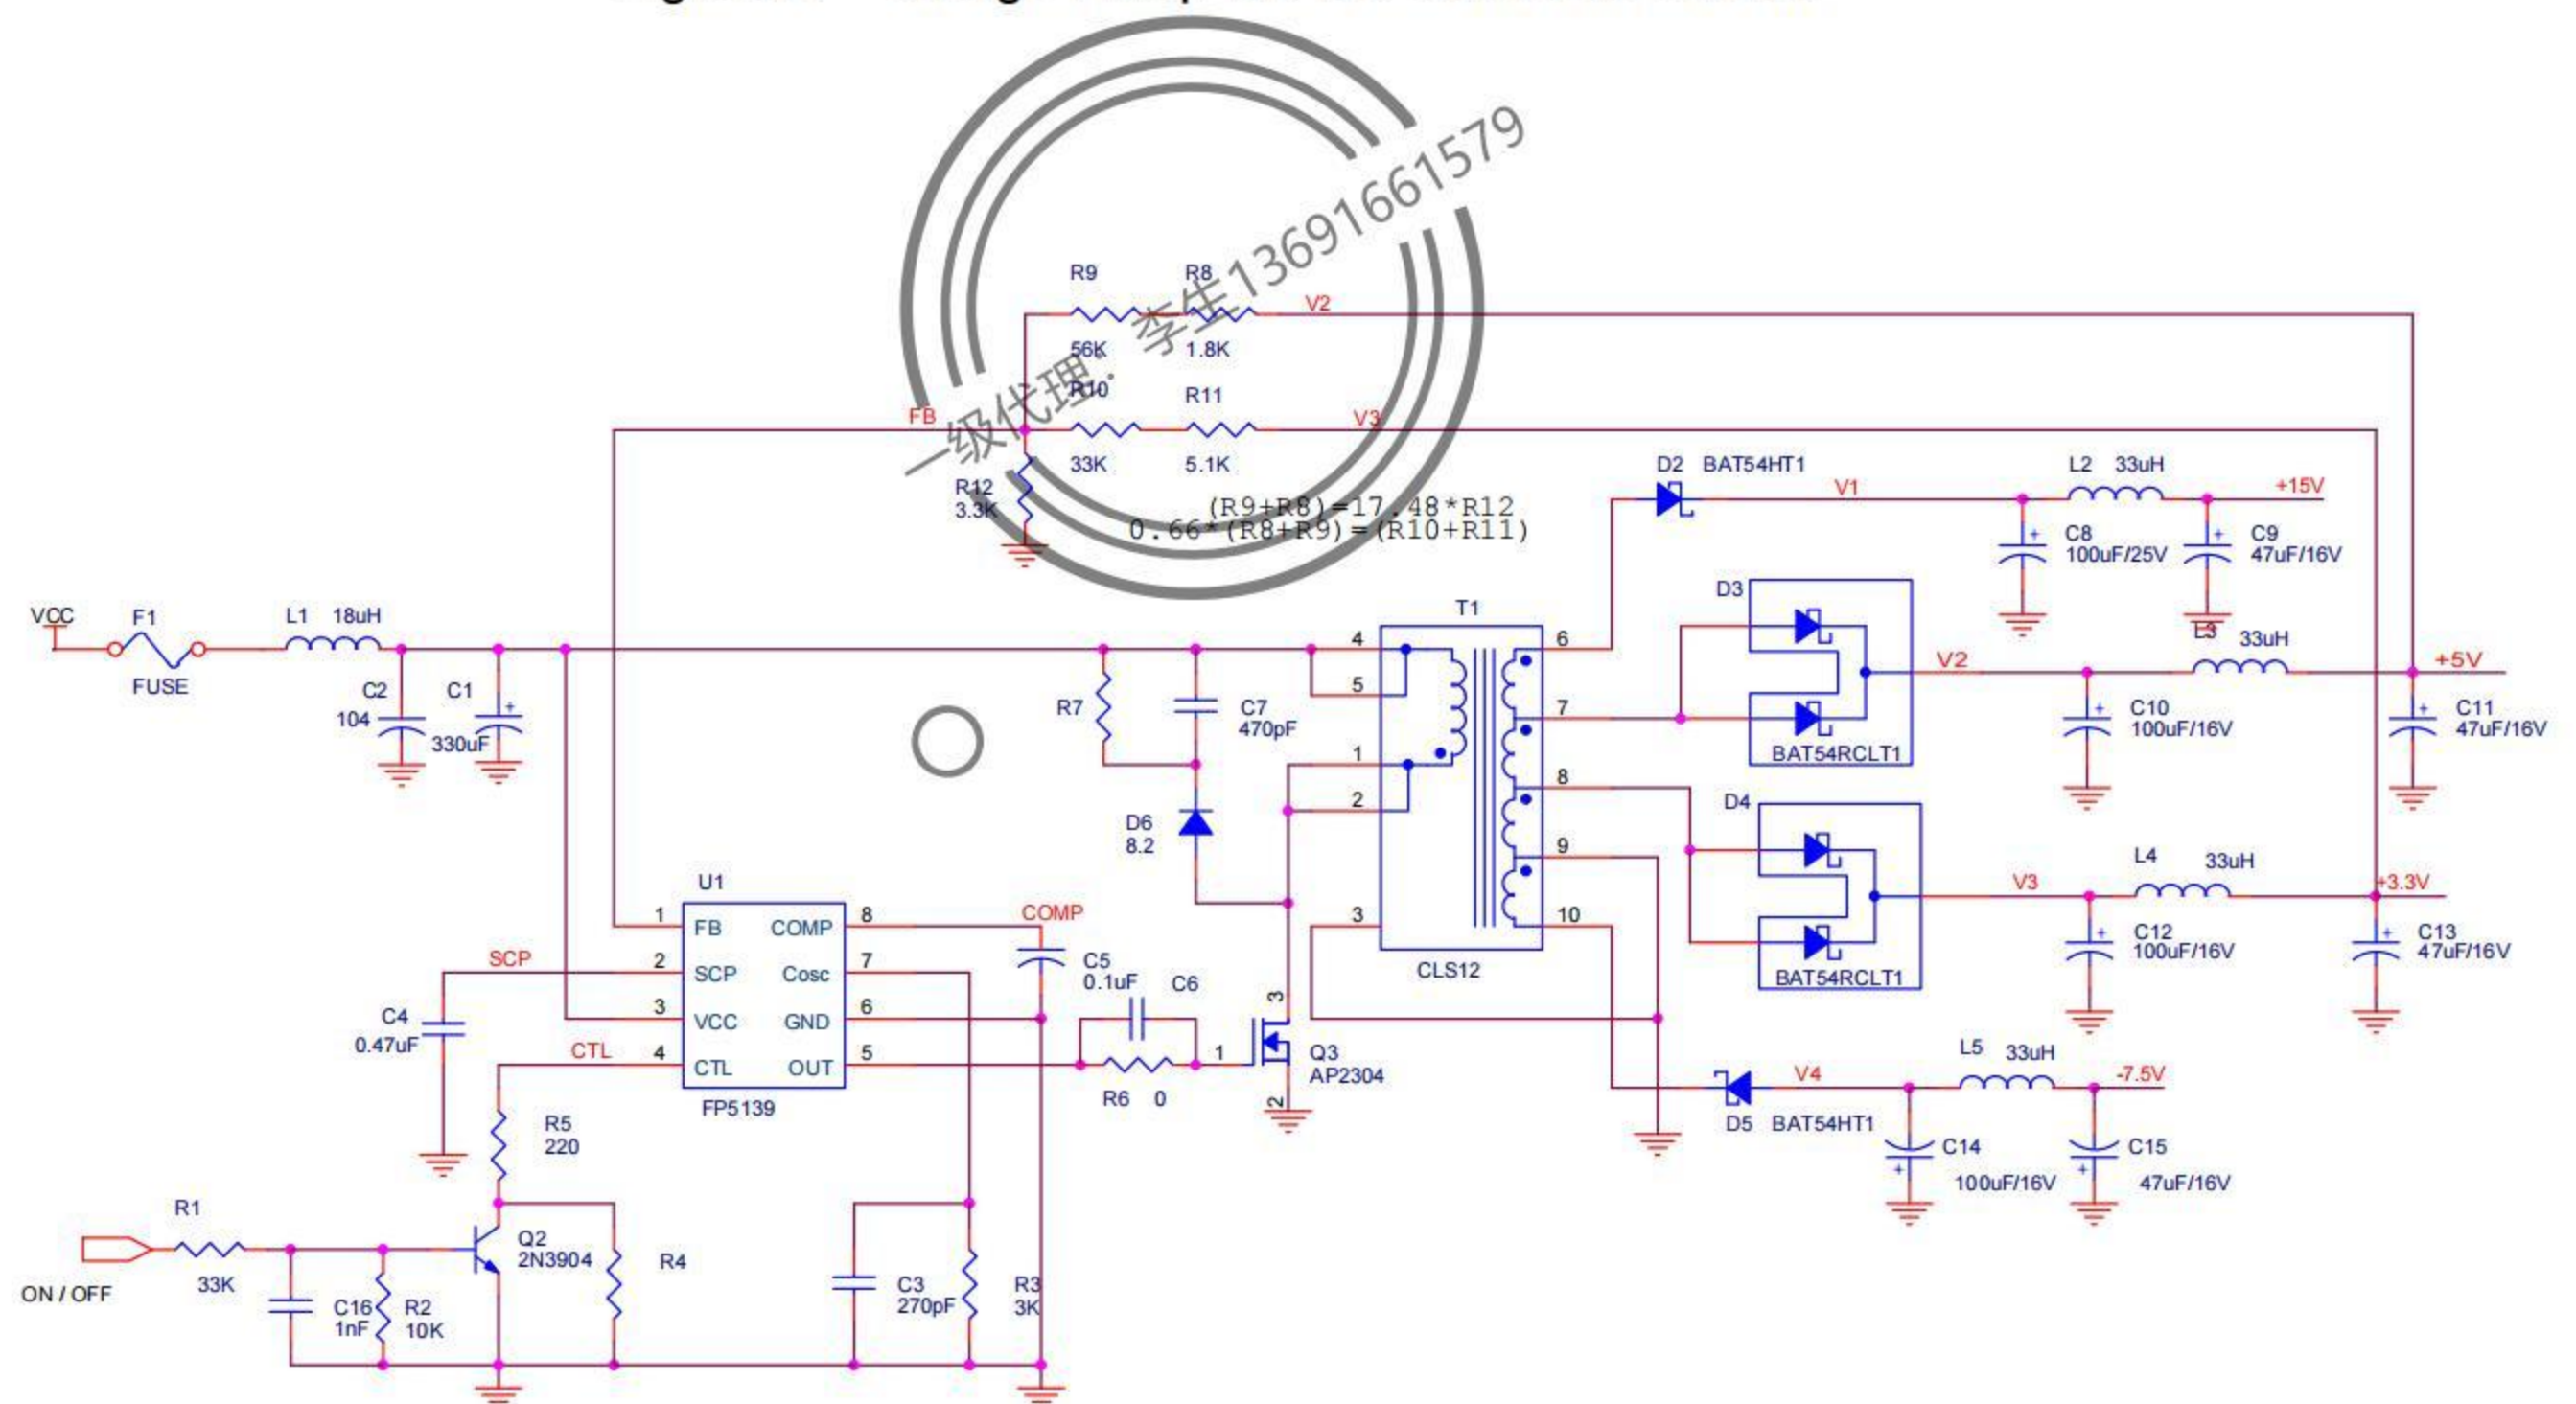 一级代理：李生13691661579
R9
R8
V2
56K
1.8K
R10
R11
FB
V3
33K
5.1K
R12
3.3K
(R9+R8)=17.48*R12
0.66*(R8+R9)=(R10+R11)
D2 BAT54HT1
V1
L2 33uH
+15V
C8
100uF/25V
C9
47uF/16V
VCC
F1
FUSE
L1 18uH
C2
104
C1
330uF
R7
C7
470pF
D6
8.2
T1
4
5
1
2
3
6
7
8
9
10
CLS12
D3
BAT54RCLT1
V2
L3 33uH
+5V
C10
100uF/16V
C11
47uF/16V
D4
BAT54RCLT1
V3
L4 33uH
+3.3V
C12
100uF/16V
C13
47uF/16V
U1
1 FB COMP 8
2 SCP Cosc 7
3 VCC GND 6
4 CTL OUT 5
FP5139
SCP
CTL
COMP
C4
0.47uF
C5
0.1uF
C6
R6 0
1
3
2
Q3
AP2304
D5 BAT54HT1
V4
L5 33uH
-7.5V
C14
100uF/16V
C15
47uF/16V
R5
220
R1
33K
ON / OFF
C16
1nF
R2
10K
Q2
2N3904
R4
C3
270pF
R3
3K